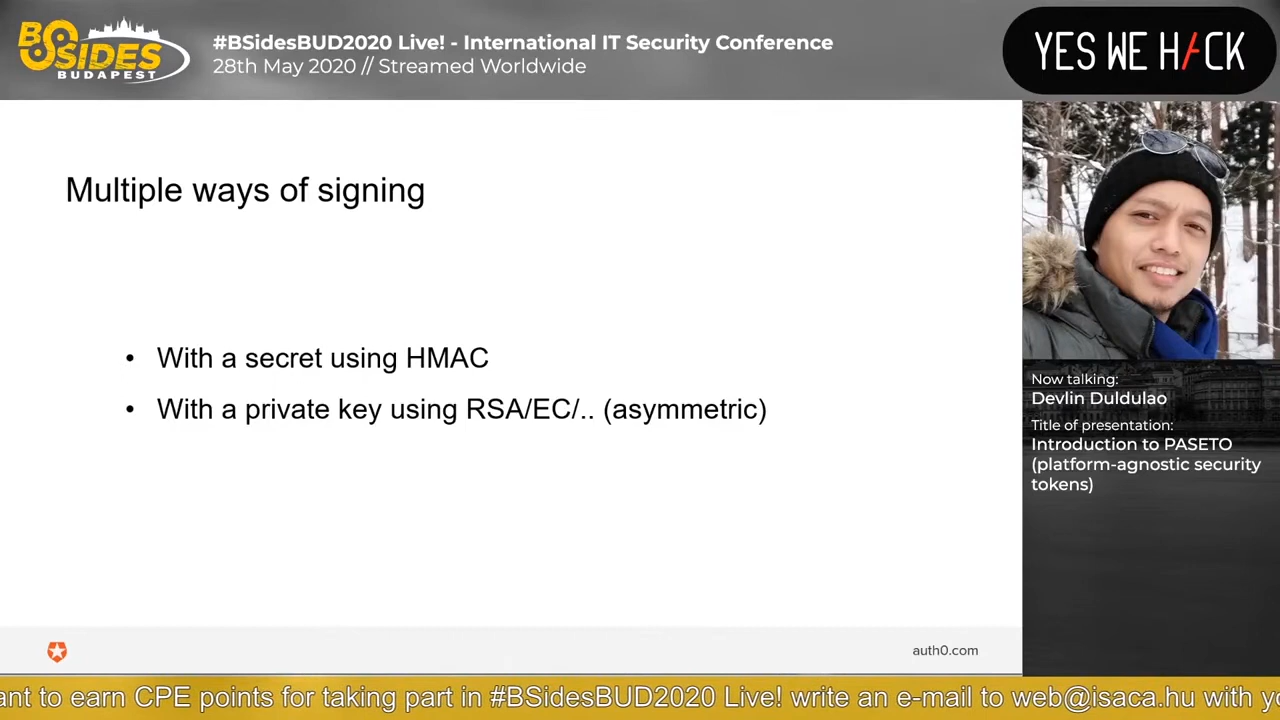 BSIDES
BUDAPEST
#BSidesBUD2020 Live! - International IT Security Conference
28th May 2020 // Streamed Worldwide
YES WE H/CK
Multiple ways of signing
• With a secret using HMAC
• With a private key using RSA/EC/.. (asymmetric)
Now talking:
Devlin Duldulao
Title of presentation:
Introduction to PASETO
(platform-agnostic security
tokens)
auth0.com
ant to earn CPE points for taking part in #BSidesBUD2020 Live! write an e-mail to web@isaca.hu with yo